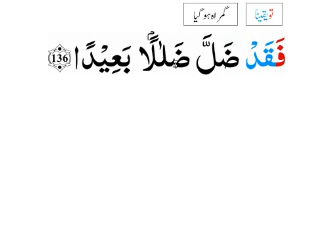 تو یقیناً گمراہ ہو گیا
فَقَدْ ضَلَّ ضَلٰلًۢا بَعِيْدًا ﴿136﴾